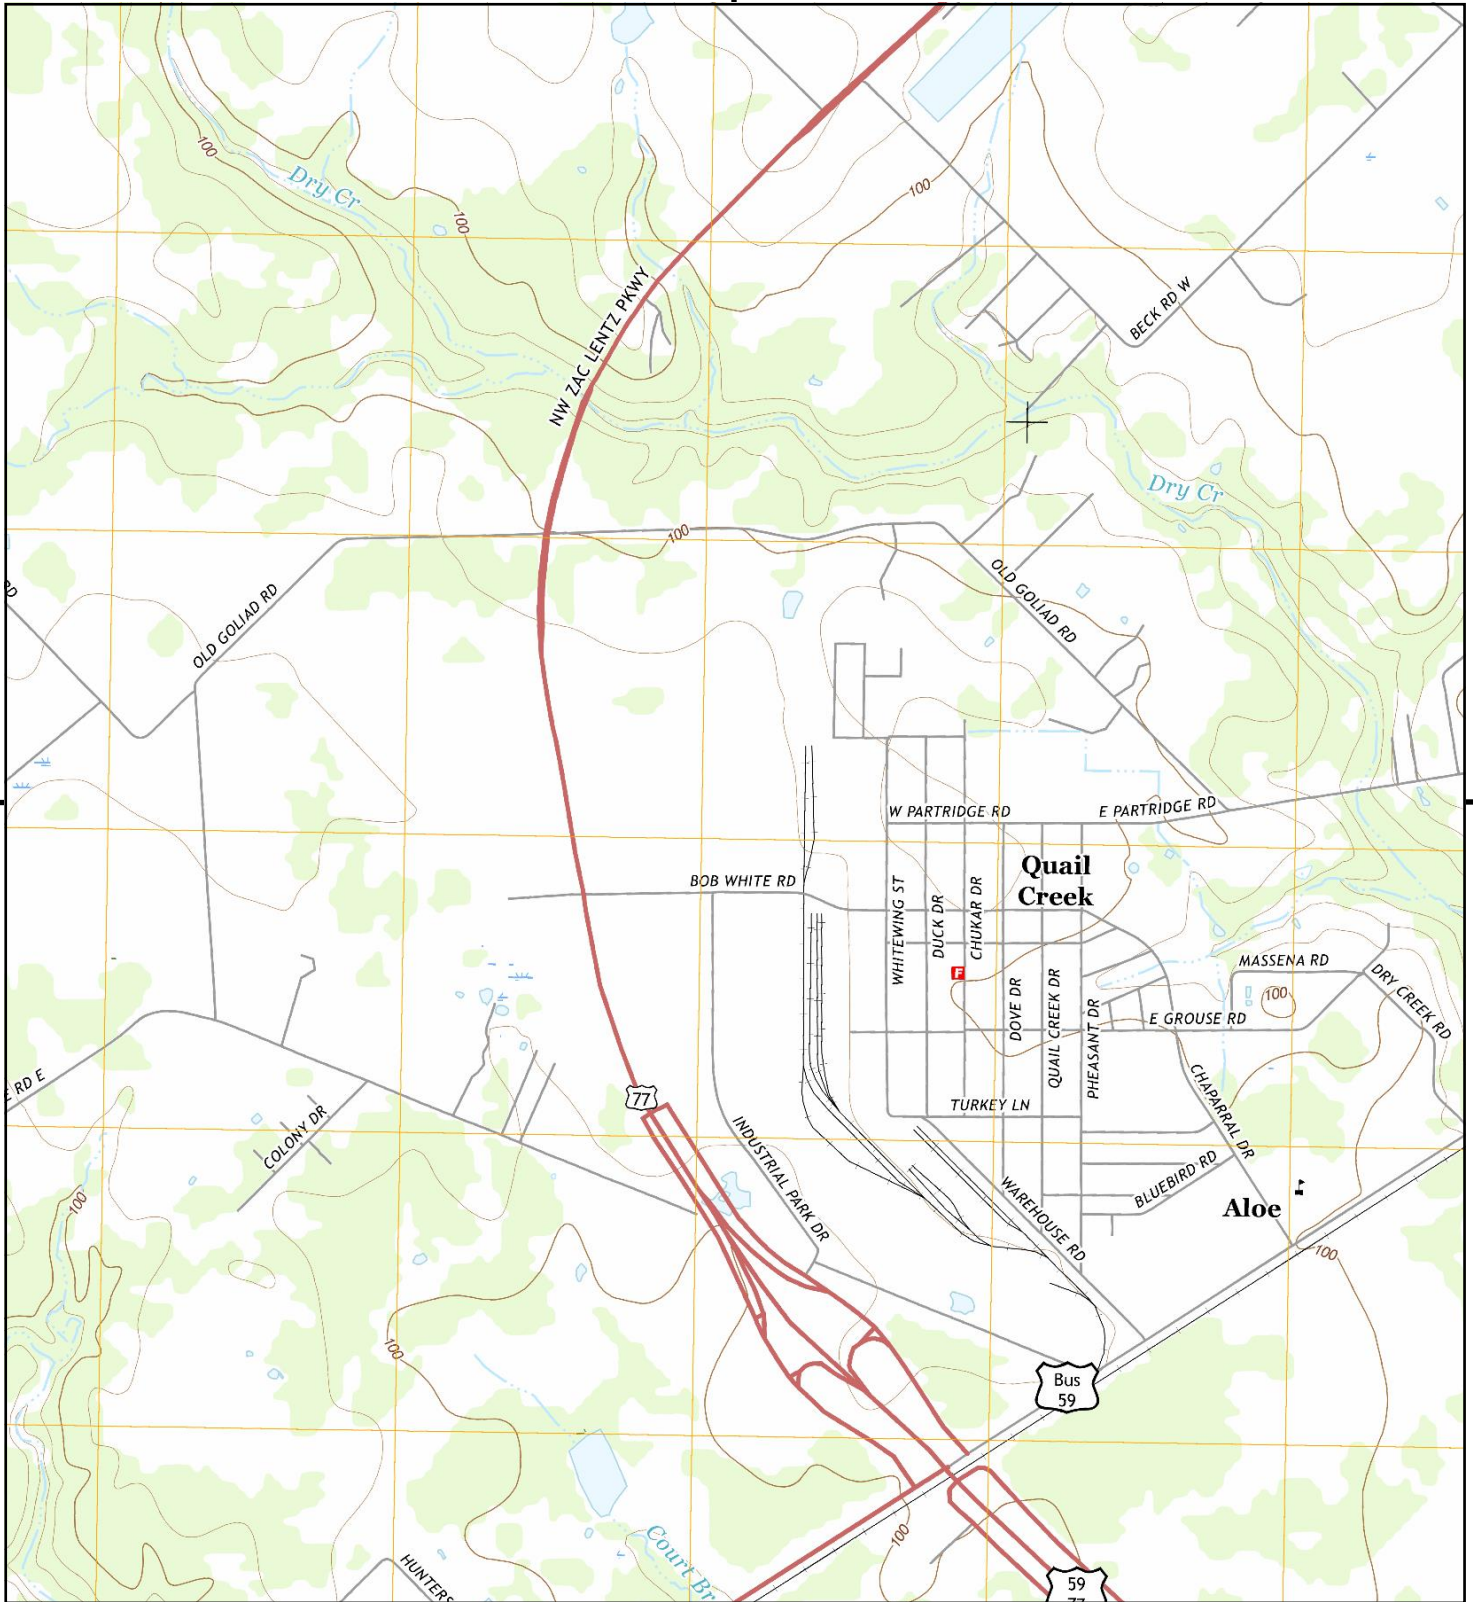 100
Dry Cr
100
100
NW ZAC LENTZ PKWY
BECK RD W
Dry Cr
100
OLD GOLIAD RD
OLD GOLIAD RD
RD
W PARTRIDGE RD
E PARTRIDGE RD
Quail
Creek
BOB WHITE RD
WHITEWING ST
DUCK DR
CHUKAR DR
F
MASSENA RD
DRY CREEK RD
100
DOVE DR
QUAIL CREEK DR
PHEASANT DR
E GROUSE RD
RD E
77
COLONY DR
TURKEY LN
CHAPARRAL DR
INDUSTRIAL PARK DR
WAREHOUSE RD
BLUEBIRD RD
Aloe
100
100
100
Bus
59
100
Court Br
HUNTERS
59
77